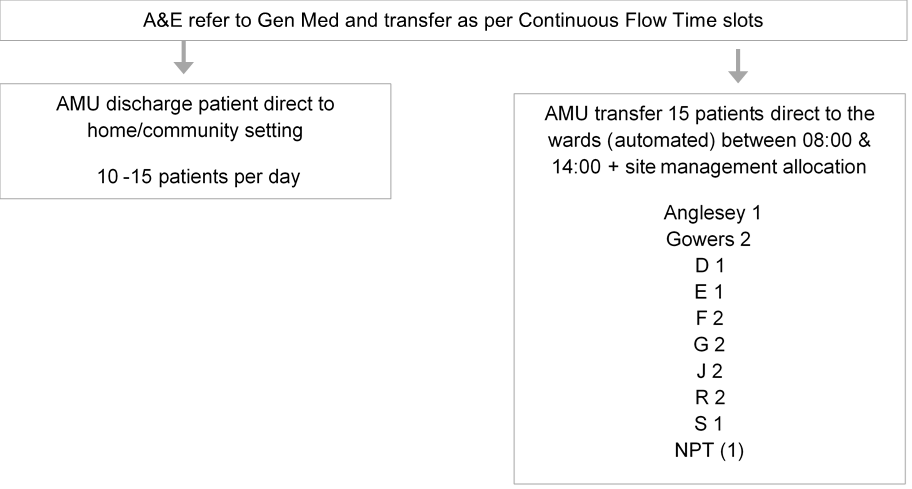 A&E refer to Gen Med and transfer as per Continuous Flow Time slots
AMU discharge patient direct to
home/community setting
10 -15 patients per day
AMU transfer 15 patients direct to the
wards (automated) between 08:00 &
14:00 + site management allocation
Anglesey 1
Gowers 2
D 1
E 1
F 2
G 2
J 2
R 2
S 1
NPT (1)